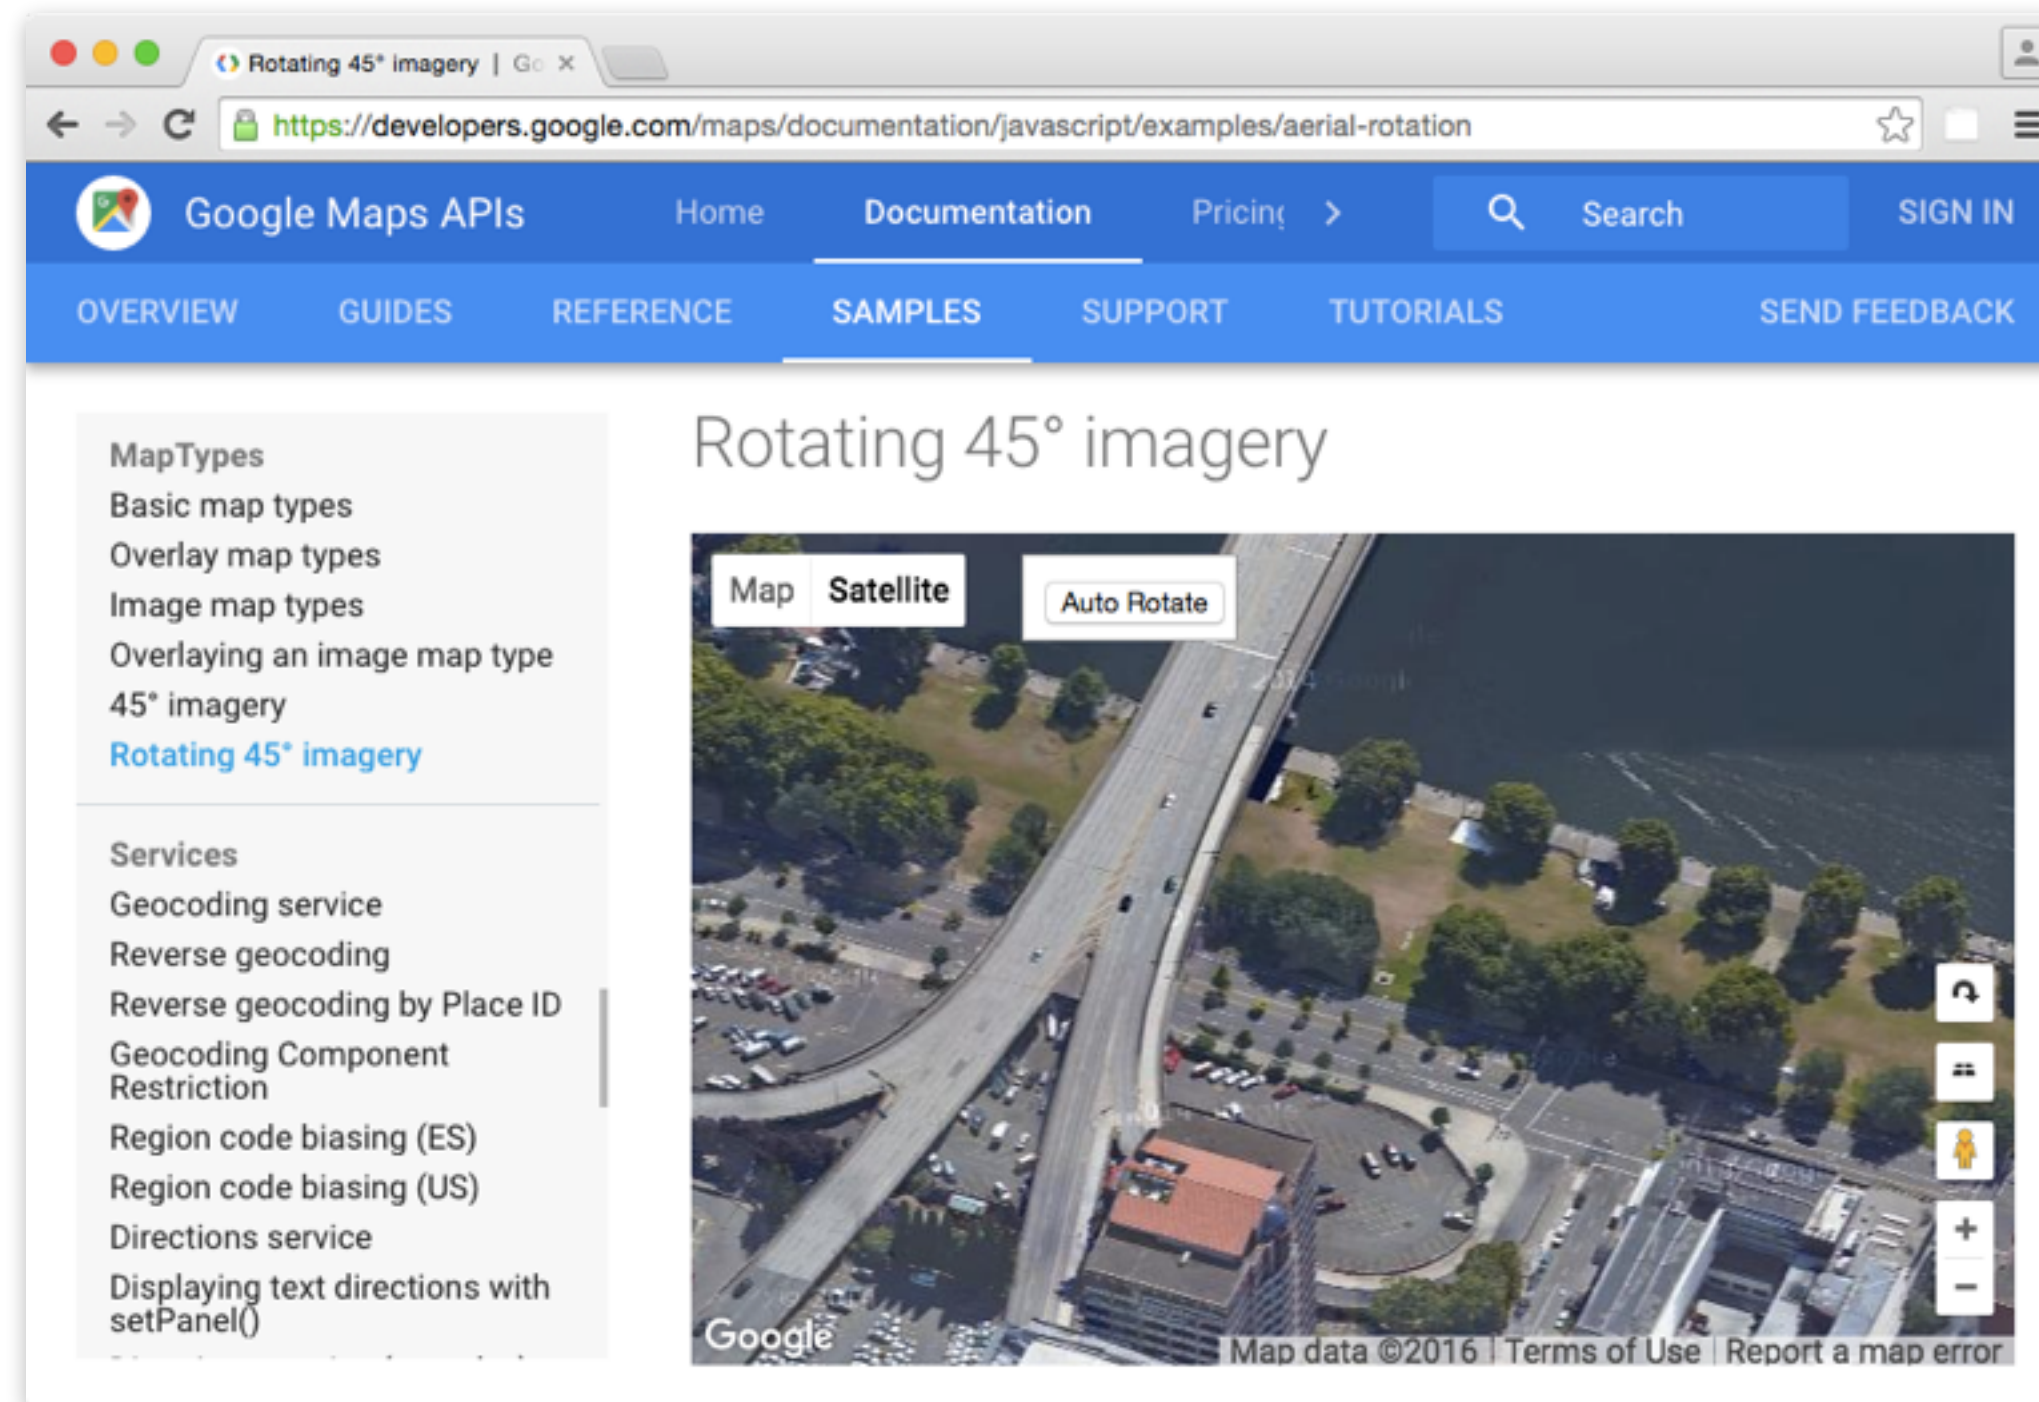 Rotating 45° imagery | Go
https://developers.google.com/maps/documentation/javascript/examples/aerial-rotation
Google Maps APIs Home Documentation Pricing Search SIGN IN
OVERVIEW GUIDES REFERENCE SAMPLES SUPPORT TUTORIALS SEND FEEDBACK
MapTypes
Basic map types
Overlay map types
Image map types
Overlaying an image map type
45° imagery
Rotating 45° imagery
Services
Geocoding service
Reverse geocoding
Reverse geocoding by Place ID
Geocoding Component
Restriction
Region code biasing (ES)
Region code biasing (US)
Directions service
Displaying text directions with
setPanel()
Rotating 45° imagery
Map Satellite
Auto Rotate
Google
Map data ©2016 Terms of Use Report a map error